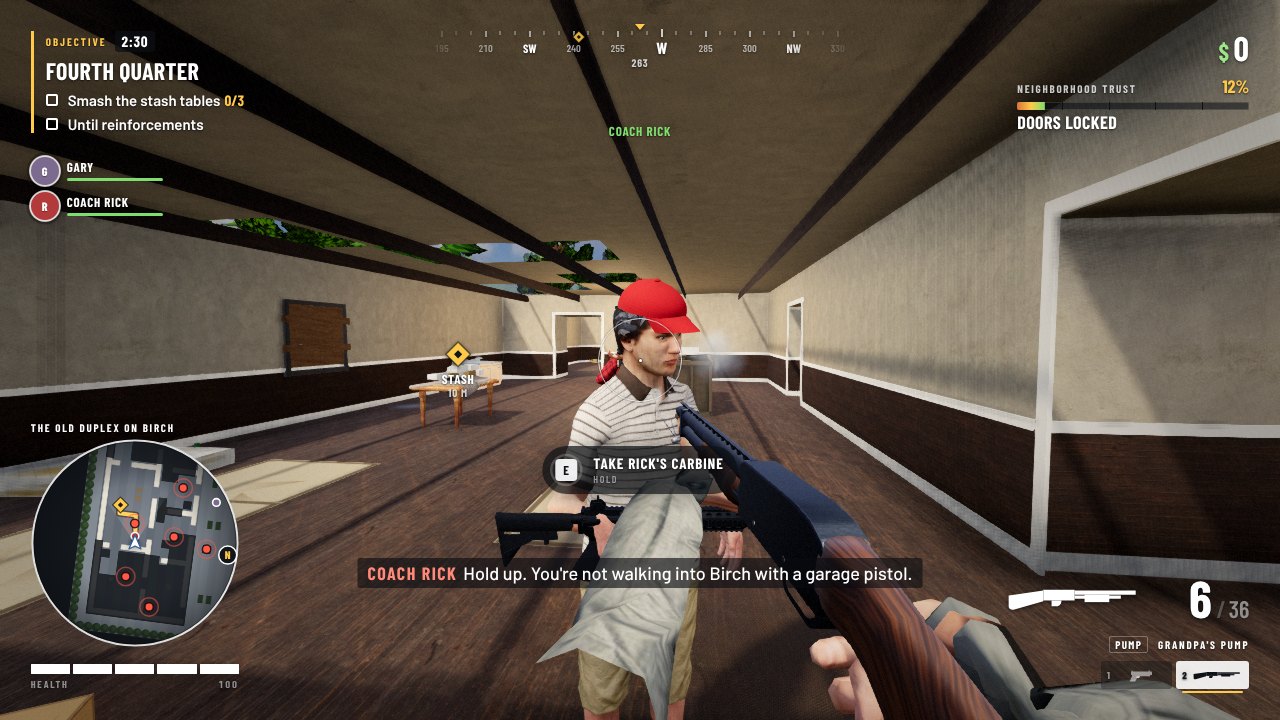 OBJECTIVE 2:30
FOURTH QUARTER
Smash the stash tables 0/3
Until reinforcements
G GARY
R COACH RICK
195 210 SW 240 255 W 285 300 NW 330
263
$0
NEIGHBORHOOD TRUST 12%
DOORS LOCKED
COACH RICK
STASH
10 M
E TAKE RICK'S CARBINE
HOLD
THE OLD DUPLEX ON BIRCH
N
COACH RICK Hold up. You're not walking into Birch with a garage pistol.
6 / 36
PUMP GRANDPA'S PUMP
1 2
HEALTH 100